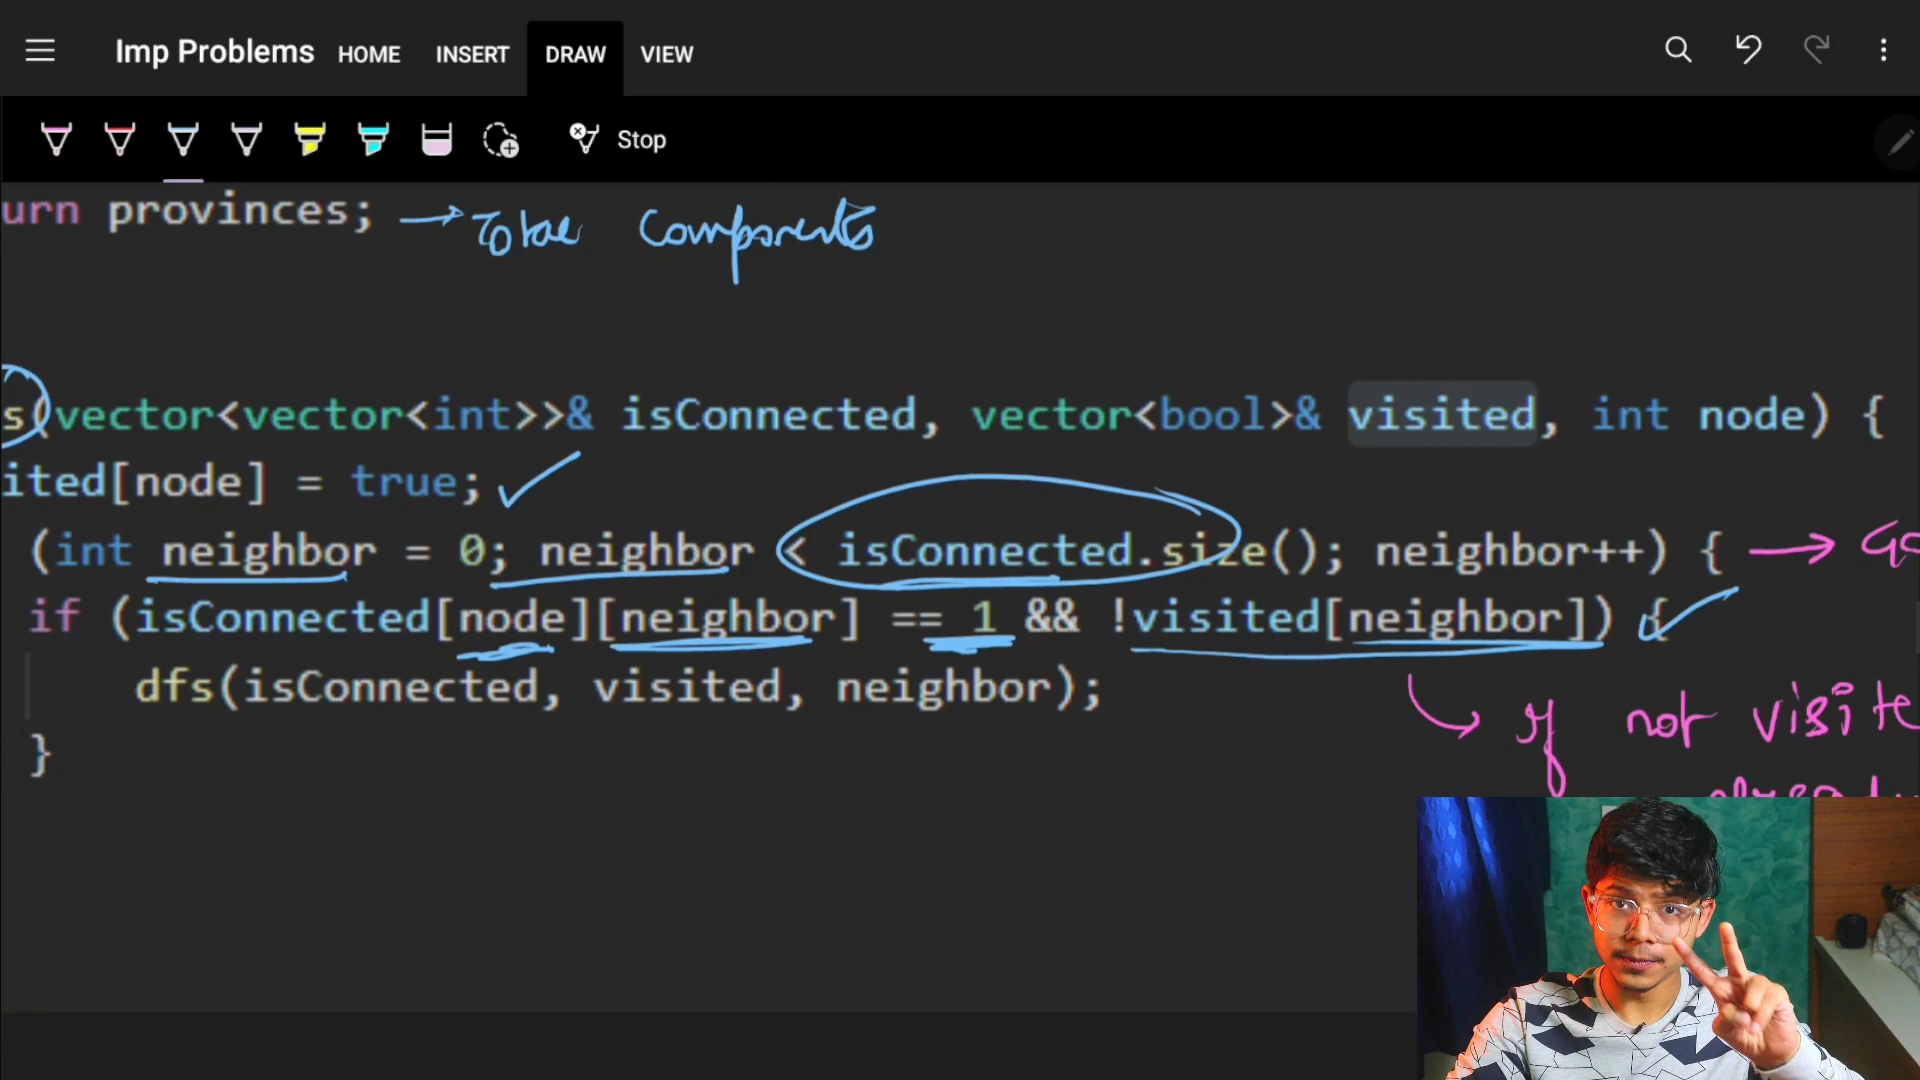 Imp Problems HOME INSERT DRAW VIEW
Stop
urn provinces; → Total Components
s(vector<vector<int>>& isConnected, vector<bool>& visited, int node) {
ited[node] = true;
(int neighbor = 0; neighbor < isConnected.size(); neighbor++) { → Go
if (isConnected[node][neighbor] == 1 && !visited[neighbor]) {
dfs(isConnected, visited, neighbor);
if not visite
}